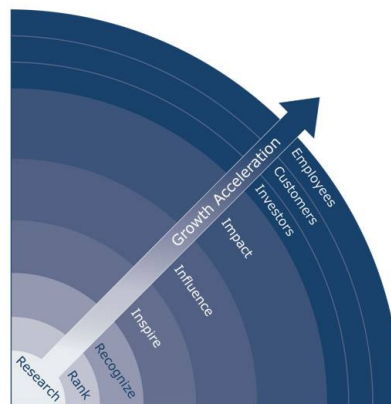 Growth Acceleration
Employees
Customers
Investors
Impact
Influence
Inspire
Recognize
Rank
Research